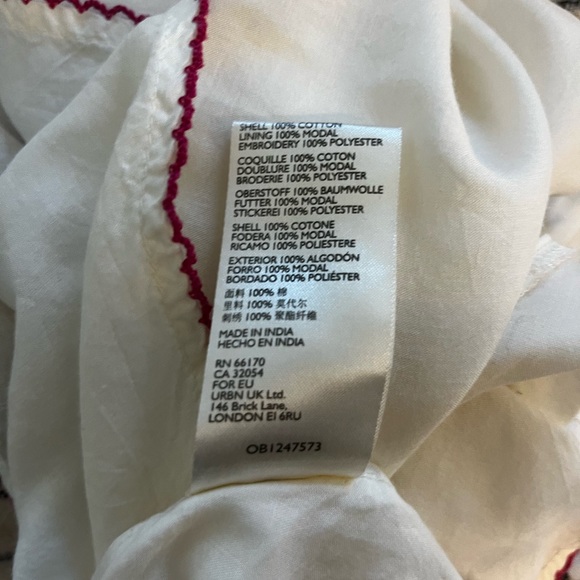 SHELL 100% COTTON
LINING 100% MODAL
EMBROIDERY 100% POLYESTER
COQUILLE 100% COTON
DOUBLURE 100% MODAL
BRODERIE 100% POLYESTER
OBERSTOFF 100% BAUMWOLLE
FUTTER 100% MODAL
STICKEREI 100% POLYESTER
SHELL 100% COTONE
FODERA 100% MODAL
RICAMO 100% POLIESTERE
EXTERIOR 100% ALGODÓN
FORRO 100% MODAL
BORDADO 100% POLIÉSTER
面料 100% 棉
里料 100% 莫代尔
刺绣 100% 聚酯纤维
MADE IN INDIA
HECHO EN INDIA
RN 66170
CA 32054
FOR EU
URBN UK Ltd.
146 Brick Lane,
LONDON E1 6RU
OB1247573